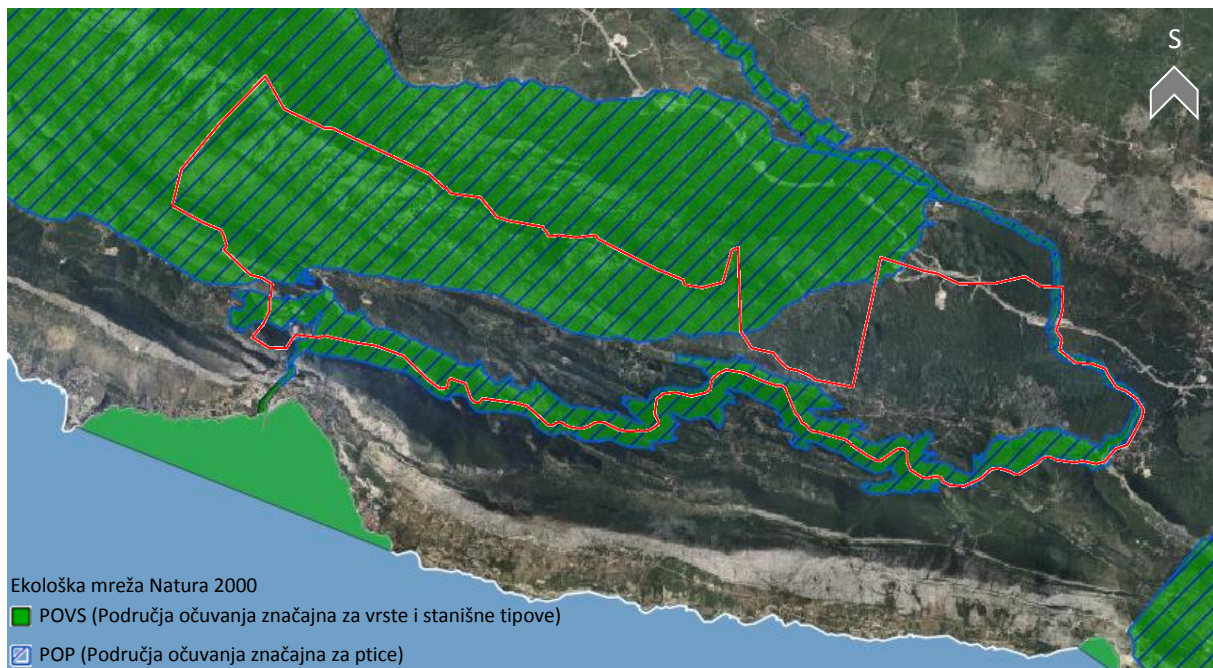 S
Ekološka mreža Natura 2000
POVS (Područja očuvanja značajna za vrste i stanišne tipove)
POP (Područja očuvanja značajna za ptice)